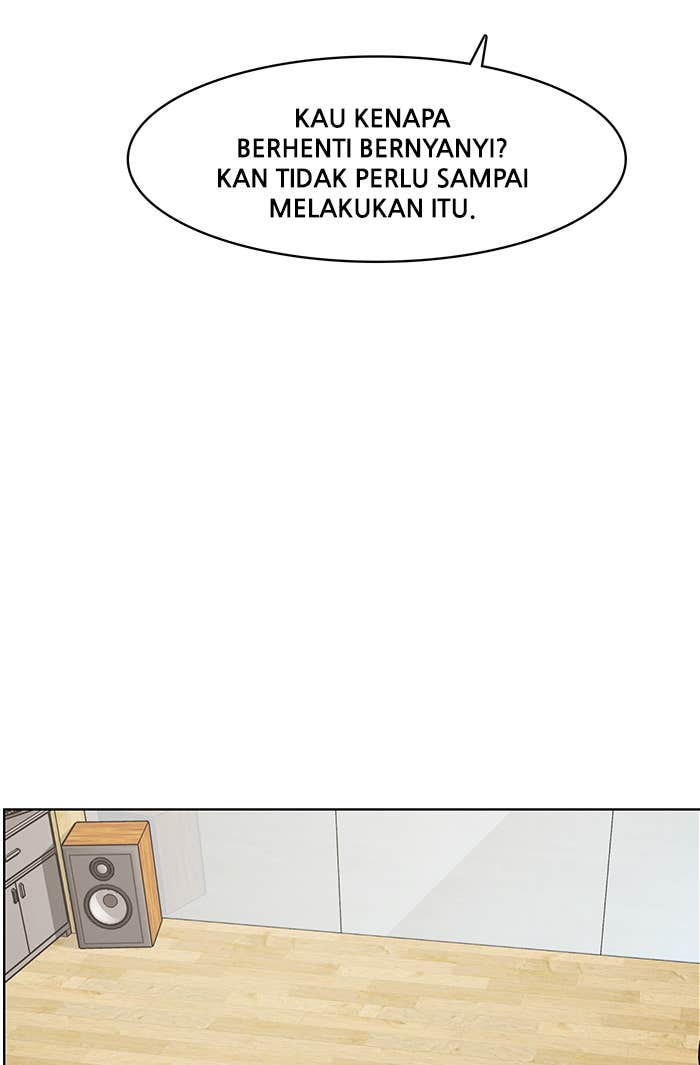 KAU KENAPA
BERHENTI BERNYANYI?
KAN TIDAK PERLU SAMPAI
MELAKUKAN ITU.